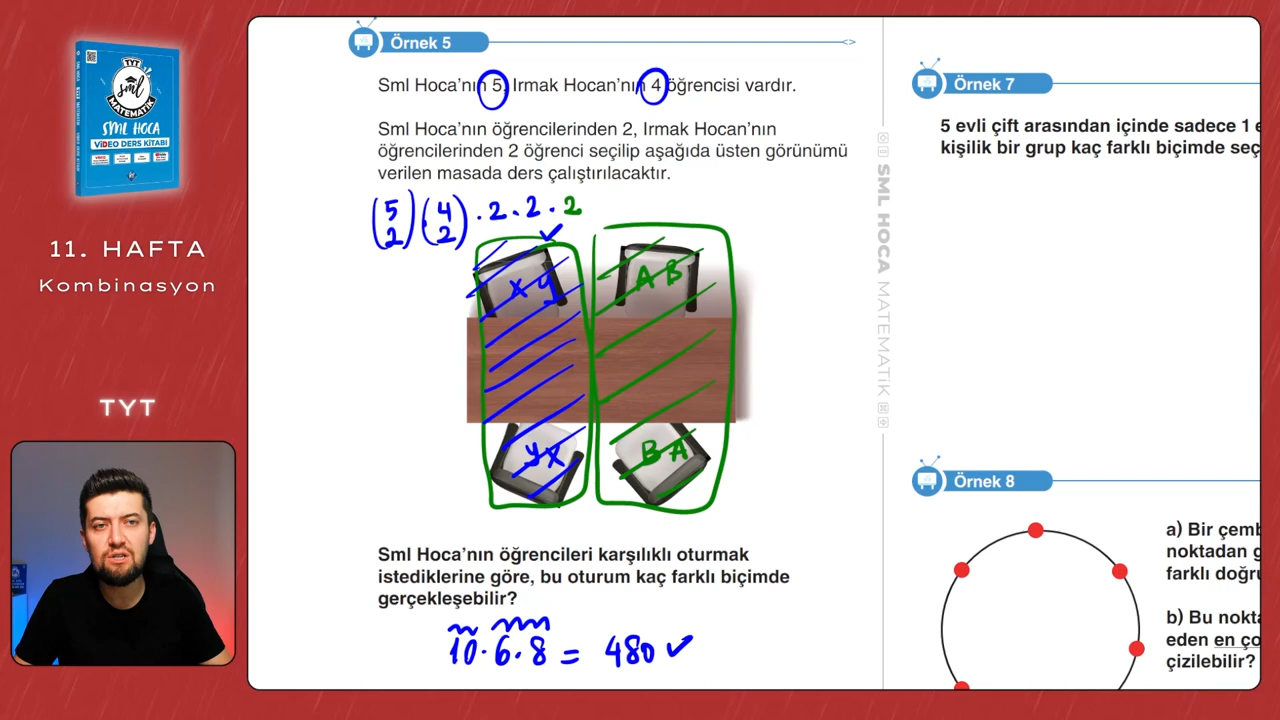 TYT
sml
MATEMATİK
SML HOCA
VİDEO DERS KİTABI
11. HAFTA
Kombinasyon
TYT
Örnek 5
Sml Hoca'nın 5, Irmak Hocan'nın 4 öğrencisi vardır.
Sml Hoca'nın öğrencilerinden 2, Irmak Hocan'nın
öğrencilerinden 2 öğrenci seçilip aşağıda üsten görünümü
verilen masada ders çalıştırılacaktır.
(5 2) (4 2) . 2 . 2 . 2
X y
A B
y X
B A
Sml Hoca'nın öğrencileri karşılıklı oturmak
istediklerine göre, bu oturum kaç farklı biçimde
gerçekleşebilir?
10 . 6 . 8 = 480
SML HOCA MATEMATİK
Örnek 7
5 evli çift arasından içinde sadece 1 e
kişilik bir grup kaç farklı biçimde seç
Örnek 8
a) Bir çemb
noktadan g
farklı doğru
b) Bu nokta
eden en ço
çizilebilir?